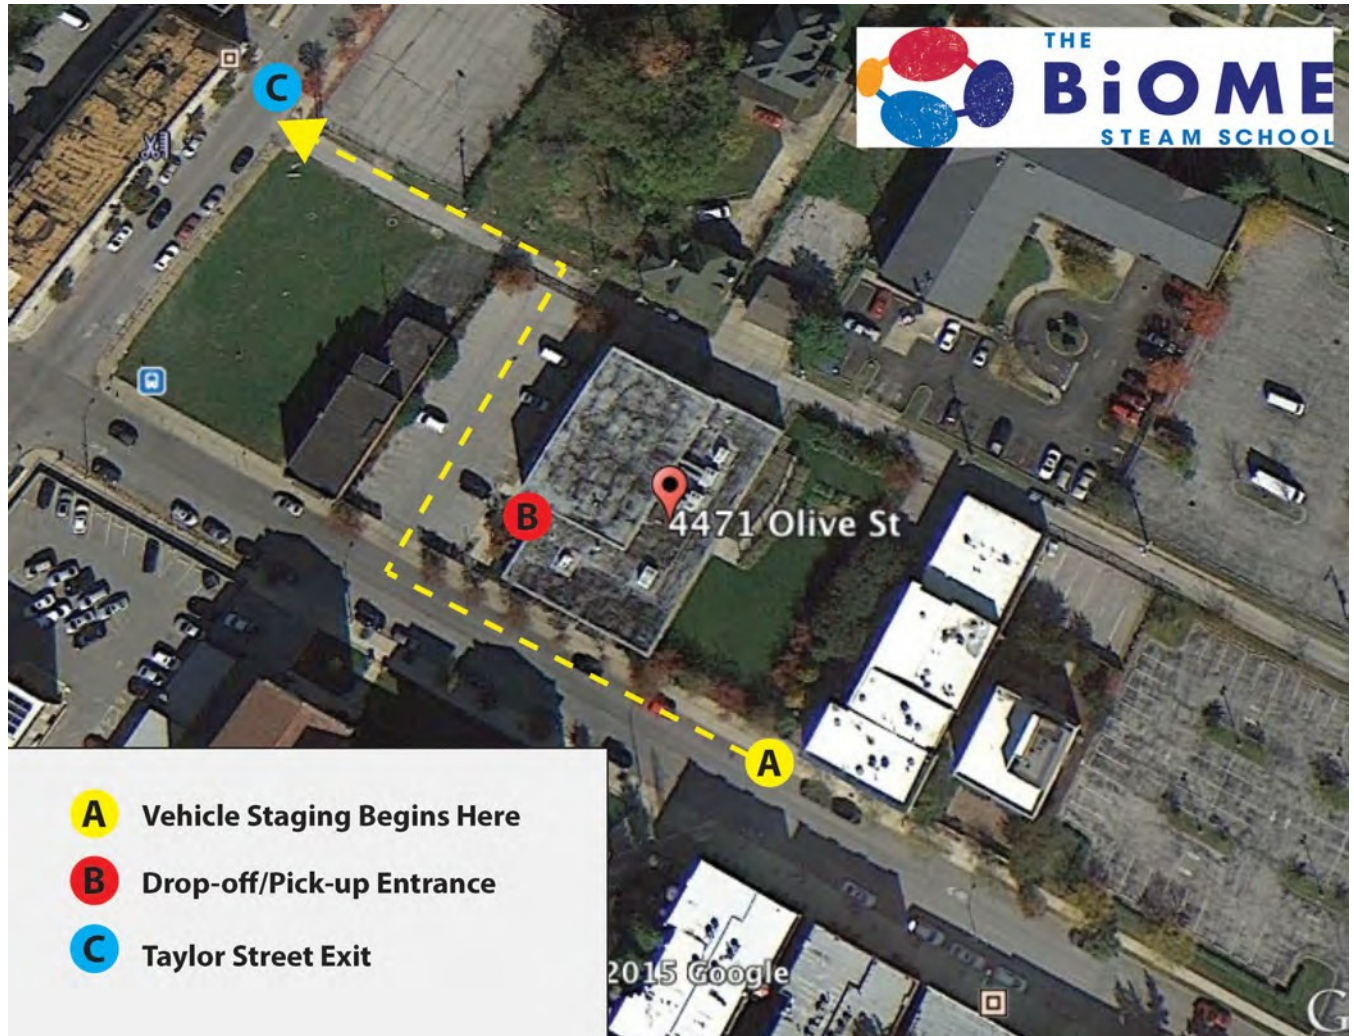 C
THE
BiOME
STEAM SCHOOL
B
4471 Olive St
A
A Vehicle Staging Begins Here
B Drop-off/Pick-up Entrance
C Taylor Street Exit
2015 Google
G